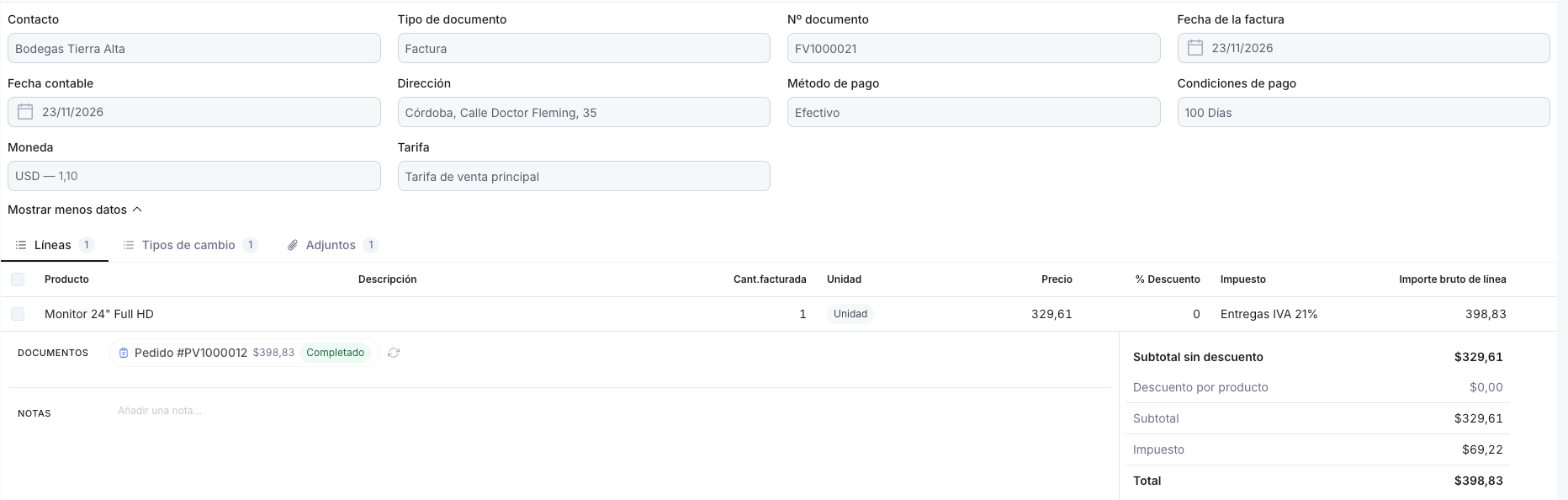 Contacto Tipo de documento Nº documento Fecha de la factura
Bodegas Tierra Alta Factura FV1000021 23/11/2026
Fecha contable Dirección Método de pago Condiciones de pago
23/11/2026 Córdoba, Calle Doctor Fleming, 35 Efectivo 100 Días
Moneda Tarifa
USD — 1,10 Tarifa de venta principal
Mostrar menos datos
Líneas 1 Tipos de cambio 1 Adjuntos 1
Producto Descripción Cant.facturada Unidad Precio % Descuento Impuesto Importe bruto de línea
Monitor 24" Full HD 1 Unidad 329,61 0 Entregas IVA 21% 398,83
DOCUMENTOS Pedido #PV1000012 $398,83 Completado
NOTAS Añadir una nota...
Subtotal sin descuento $329,61
Descuento por producto $0,00
Subtotal $329,61
Impuesto $69,22
Total $398,83